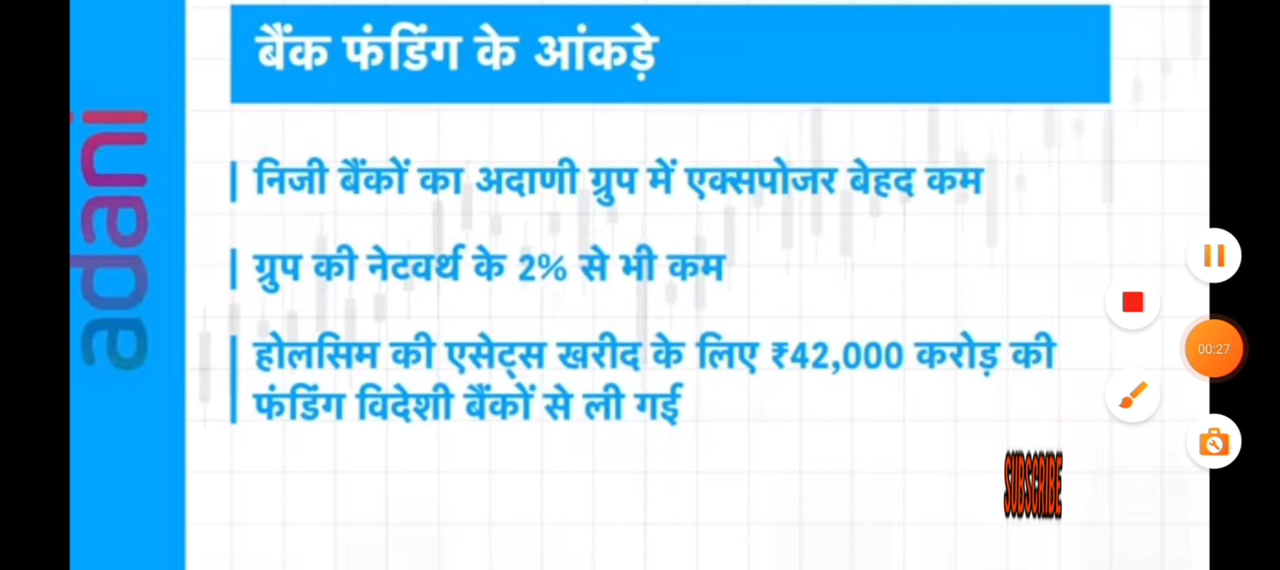 बैंक फंडिंग के आंकड़े
adani
निजी बैंकों का अदाणी ग्रुप में एक्सपोजर बेहद कम
ग्रुप की नेटवर्थ के 2% से भी कम
होलसिम की एसेट्स खरीद के लिए ₹42,000 करोड़ की
फंडिंग विदेशी बैंकों से ली गई
00:27
SUBSCRIBE